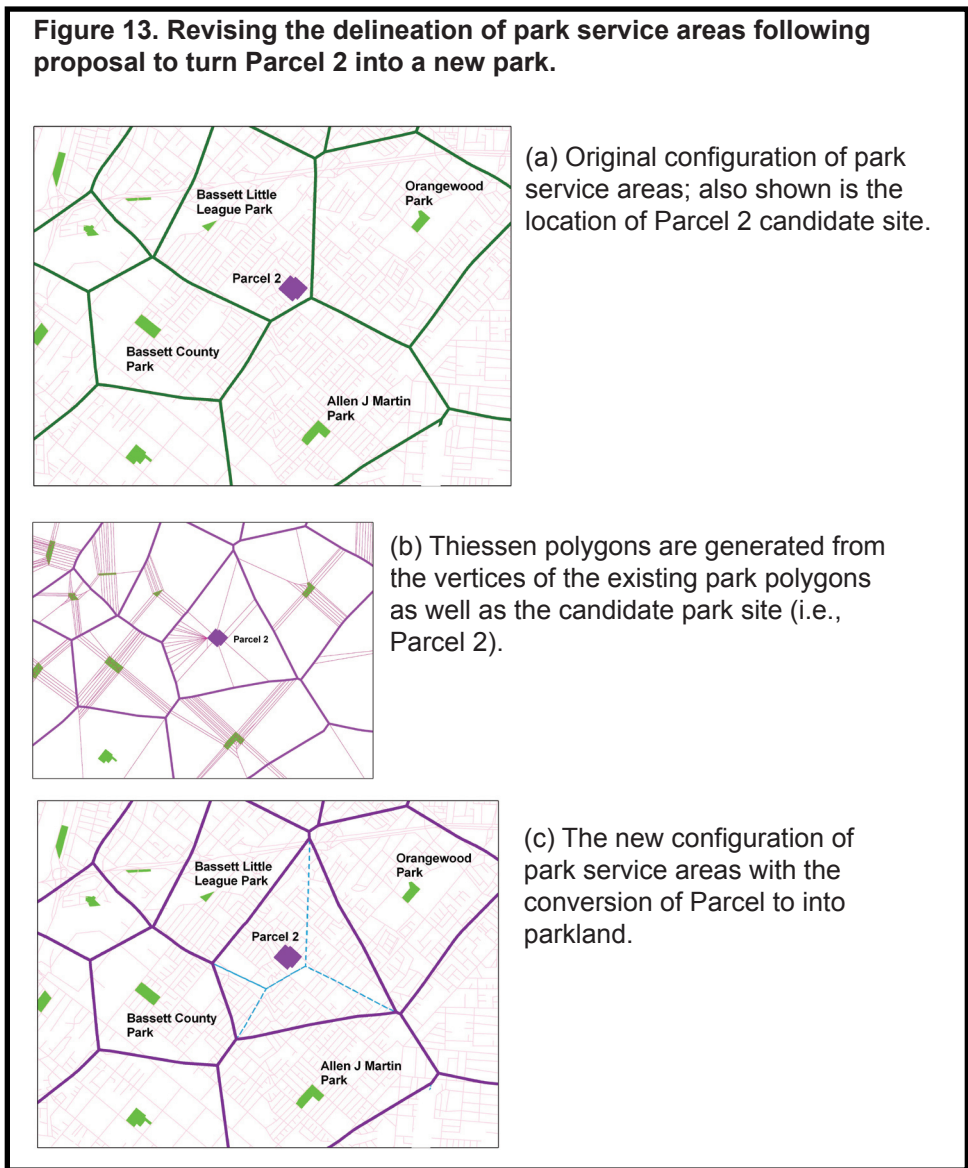 Figure 13. Revising the delineation of park service areas following
proposal to turn Parcel 2 into a new park.
Bassett Little
League Park
Orangewood
Park
Parcel 2
Bassett County
Park
Allen J Martin
Park
(a) Original configuration of park
service areas; also shown is the
location of Parcel 2 candidate site.
Parcel 2
(b) Thiessen polygons are generated from
the vertices of the existing park polygons
as well as the candidate park site (i.e.,
Parcel 2).
Bassett Little
League Park
Orangewood
Park
Parcel 2
Bassett County
Park
Allen J Martin
Park
(c) The new configuration of
park service areas with the
conversion of Parcel to into
parkland.